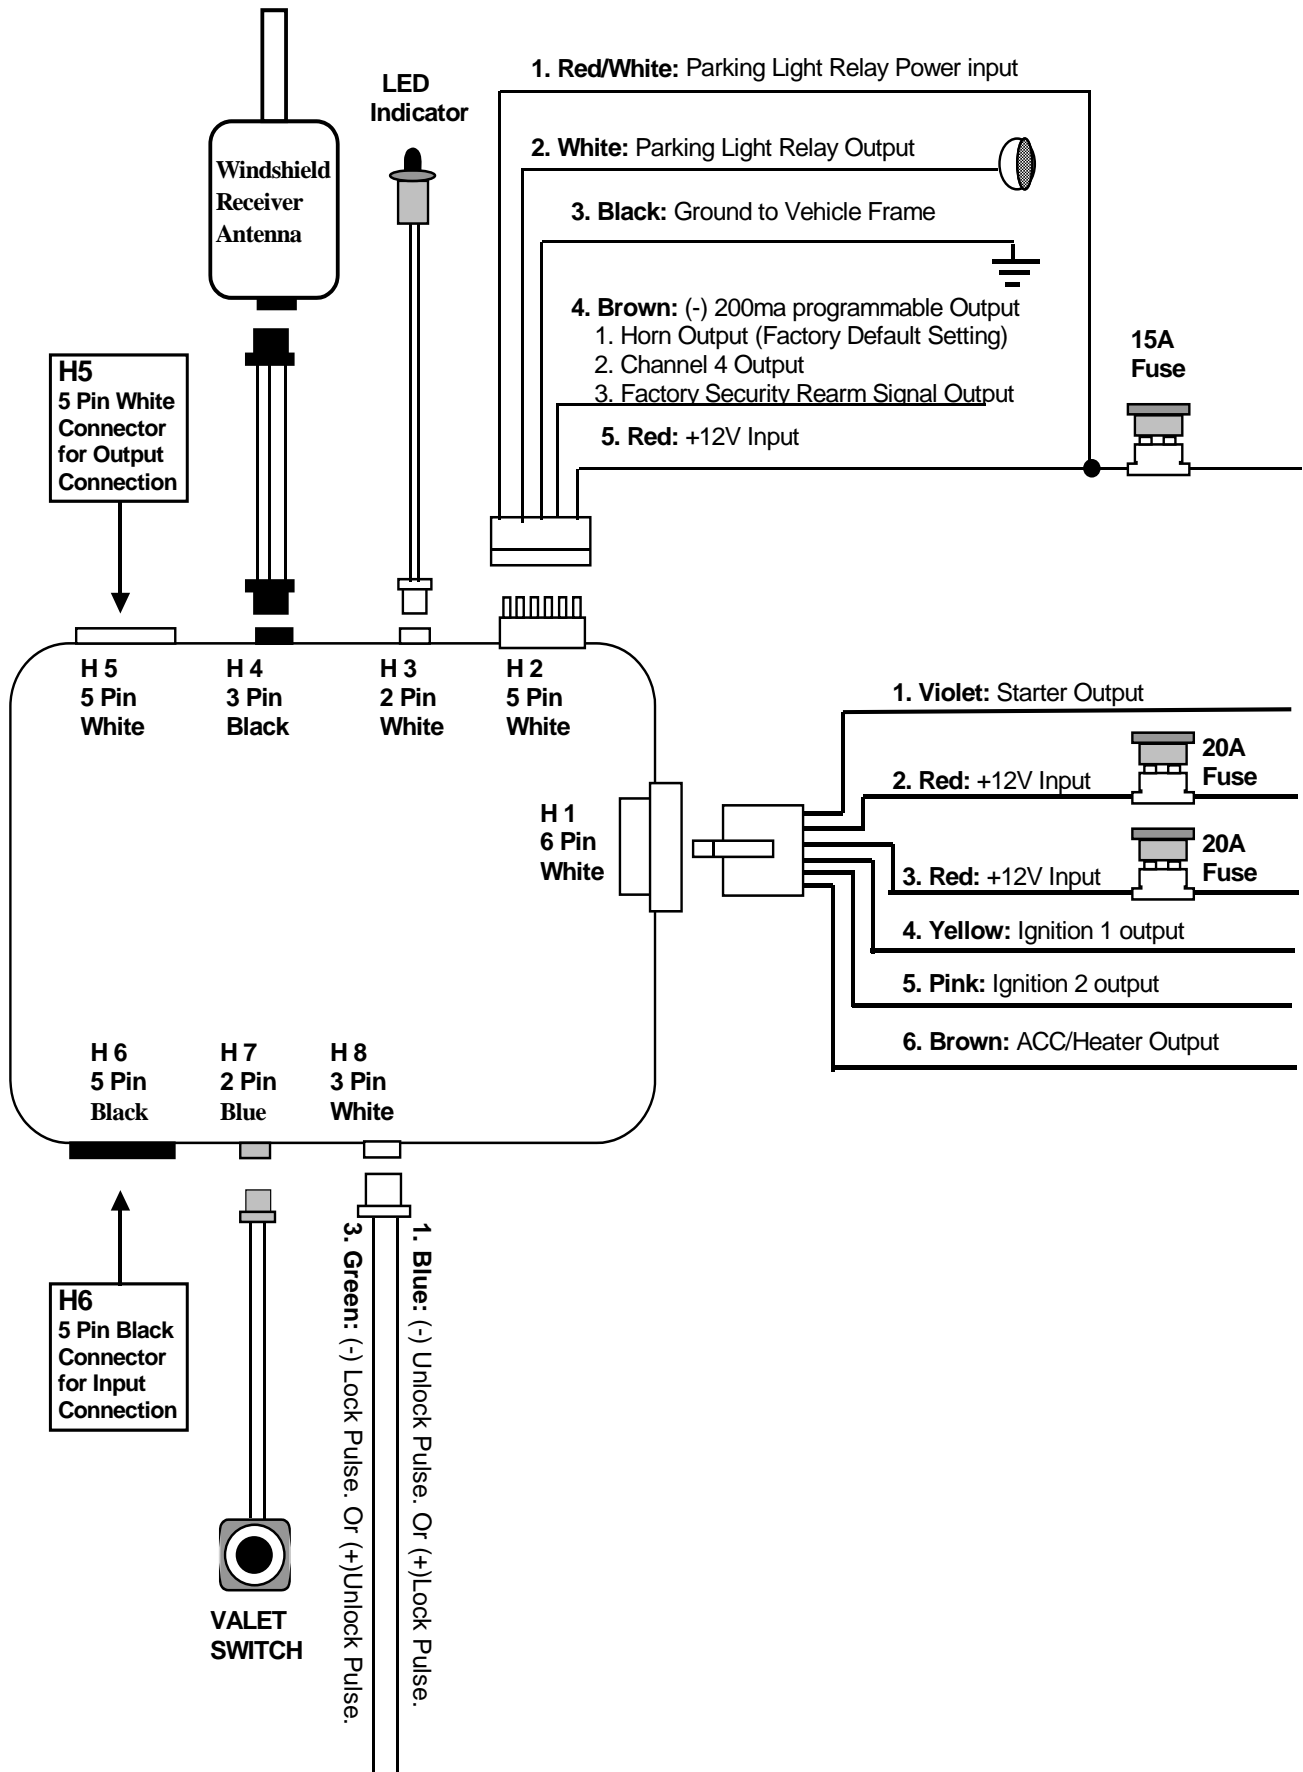 1. Red/White: Parking Light Relay Power input
LED
Indicator
2. White: Parking Light Relay Output
Windshield
Receiver
Antenna
3. Black: Ground to Vehicle Frame
4. Brown: (-) 200ma programmable Output
1. Horn Output (Factory Default Setting)
2. Channel 4 Output
3. Factory Security Rearm Signal Output
15A
Fuse
H5
5 Pin White
Connector
for Output
Connection
5. Red: +12V Input
H 5
5 Pin
White
H 4
3 Pin
Black
H 3
2 Pin
White
H 2
5 Pin
White
1. Violet: Starter Output
20A
Fuse
2. Red: +12V Input
H 1
6 Pin
White
20A
Fuse
3. Red: +12V Input
4. Yellow: Ignition 1 output
5. Pink: Ignition 2 output
6. Brown: ACC/Heater Output
H 6
5 Pin
Black
H 7
2 Pin
Blue
H 8
3 Pin
White
H6
5 Pin Black
Connector
for Input
Connection
1. Blue: (-) Unlock Pulse. Or (+)Lock Pulse.
3. Green: (-) Lock Pulse. Or (+)Unlock Pulse.
VALET
SWITCH